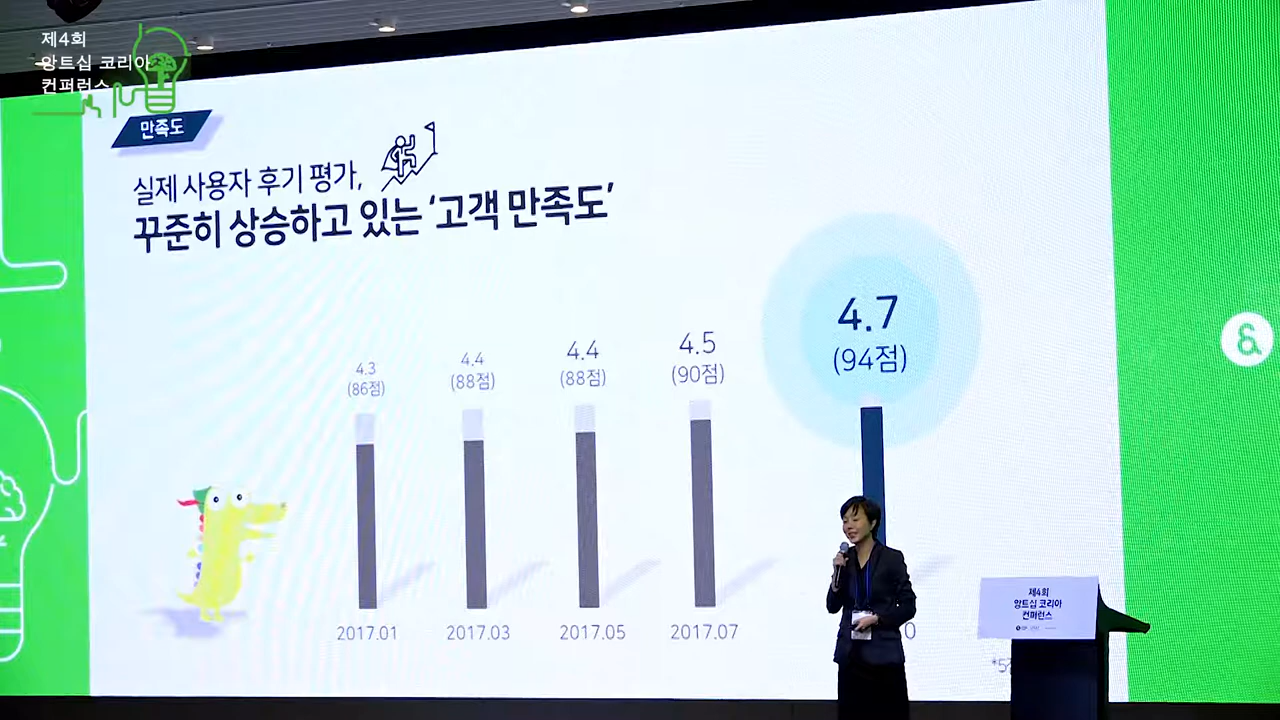 제4회
앙트십 코리아
컨퍼런스
만족도
실제 사용자 후기 평가,
꾸준히 상승하고 있는 ‘고객 만족도’
4.3
(86점)
4.4
(88점)
4.4
(88점)
4.5
(90점)
4.7
(94점)
2017.01
2017.03
2017.05
2017.07
0
&
제4회
앙트십 코리아
컨퍼런스